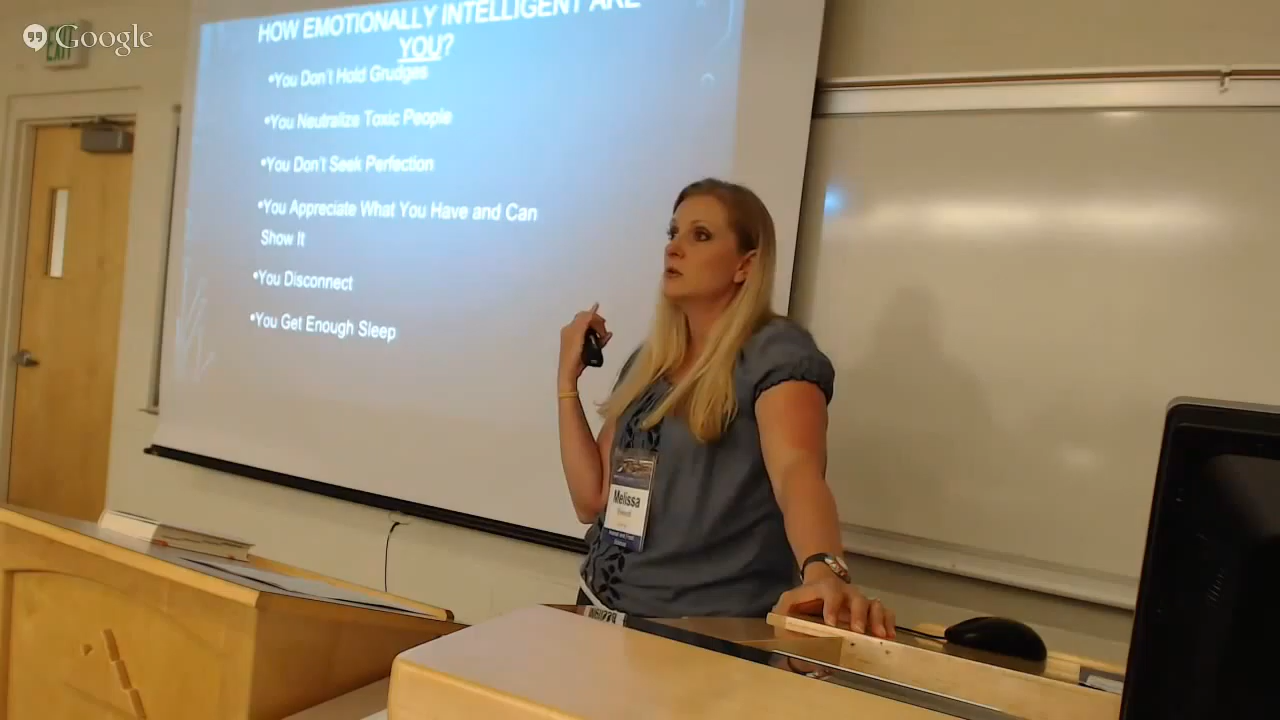 Google
EXIT
HOW EMOTIONALLY INTELLIGENT ARE
YOU?
•You Don't Hold Grudges
•You Neutralize Toxic People
•You Don't Seek Perfection
•You Appreciate What You Have and Can
Show It
•You Disconnect
•You Get Enough Sleep
Melissa